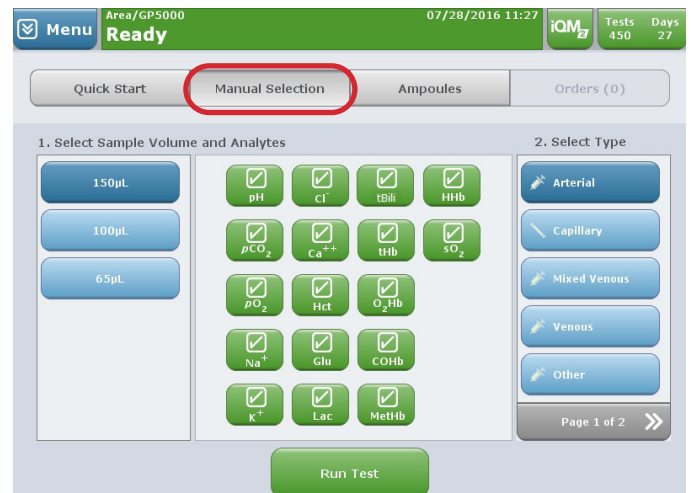 Menu
Area/GP5000
07/28/2016 11:27
Ready
iQM2
Tests Days
450 27
Quick Start
Manual Selection
Ampoules
Orders (0)
1. Select Sample Volume and Analytes
2. Select Type
150µL
100µL
65µL
pH
Cl⁻
tBili
HHb
pCO₂
Ca⁺⁺
tHb
sO₂
pO₂
Hct
O₂Hb
Na⁺
Glu
COHb
K⁺
Lac
MetHb
Arterial
Capillary
Mixed Venous
Venous
Other
Page 1 of 2
Run Test